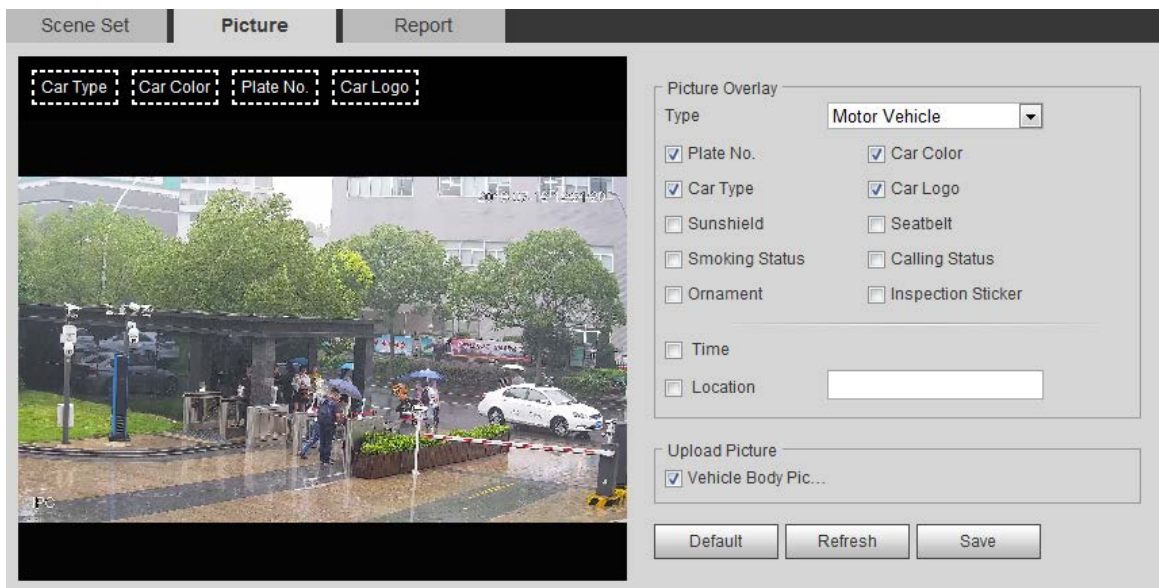 Scene Set Picture Report
Car Type Car Color Plate No. Car Logo
IPC
Picture Overlay
Type Motor Vehicle
Plate No. Car Color
Car Type Car Logo
Sunshield Seatbelt
Smoking Status Calling Status
Ornament Inspection Sticker
Time
Location
Upload Picture
Vehicle Body Pic...
Default Refresh Save